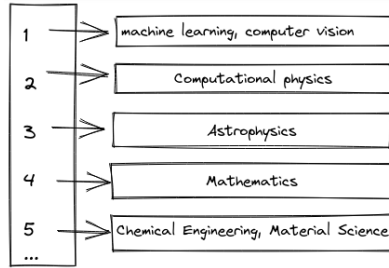 1 machine learning, computer vision
2 Computational physics
3 Astrophysics
4 Mathematics
5 Chemical Engineering, Material Science
...